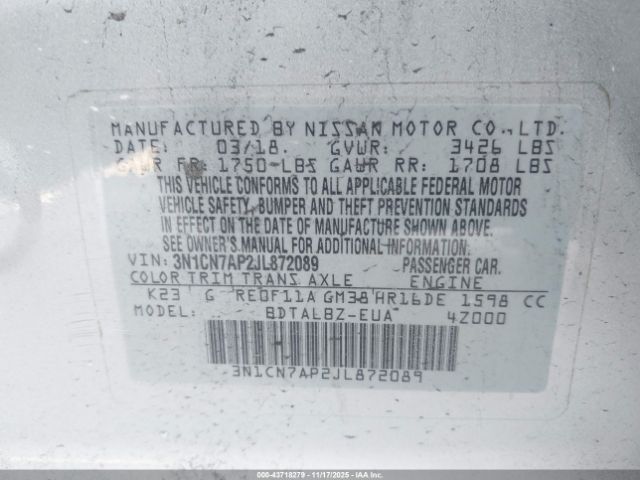 MANUFACTURED BY NISSAN MOTOR CO., LTD.
DATE: 03/18. GVWR: 3426 LBS
GAWR FR: 1750 LBS GAWR RR: 1708 LBS
THIS VEHICLE CONFORMS TO ALL APPLICABLE FEDERAL MOTOR
VEHICLE SAFETY, BUMPER AND THEFT PREVENTION STANDARDS
IN EFFECT ON THE DATE OF MANUFACTURE SHOWN ABOVE.
SEE OWNER'S MANUAL FOR ADDITIONAL INFORMATION.
VIN: 3N1CN7AP2JL872089 PASSENGER CAR.
COLOR TRIM TRANS AXLE ENGINE
K23 G RE0F11A GM38 HR16DE 1598 CC
MODEL: BDTALBZ-EUA 4Z000
3N1CN7AP2JL872089
000-43718279 - 11/17/2025 - IAAI.COM